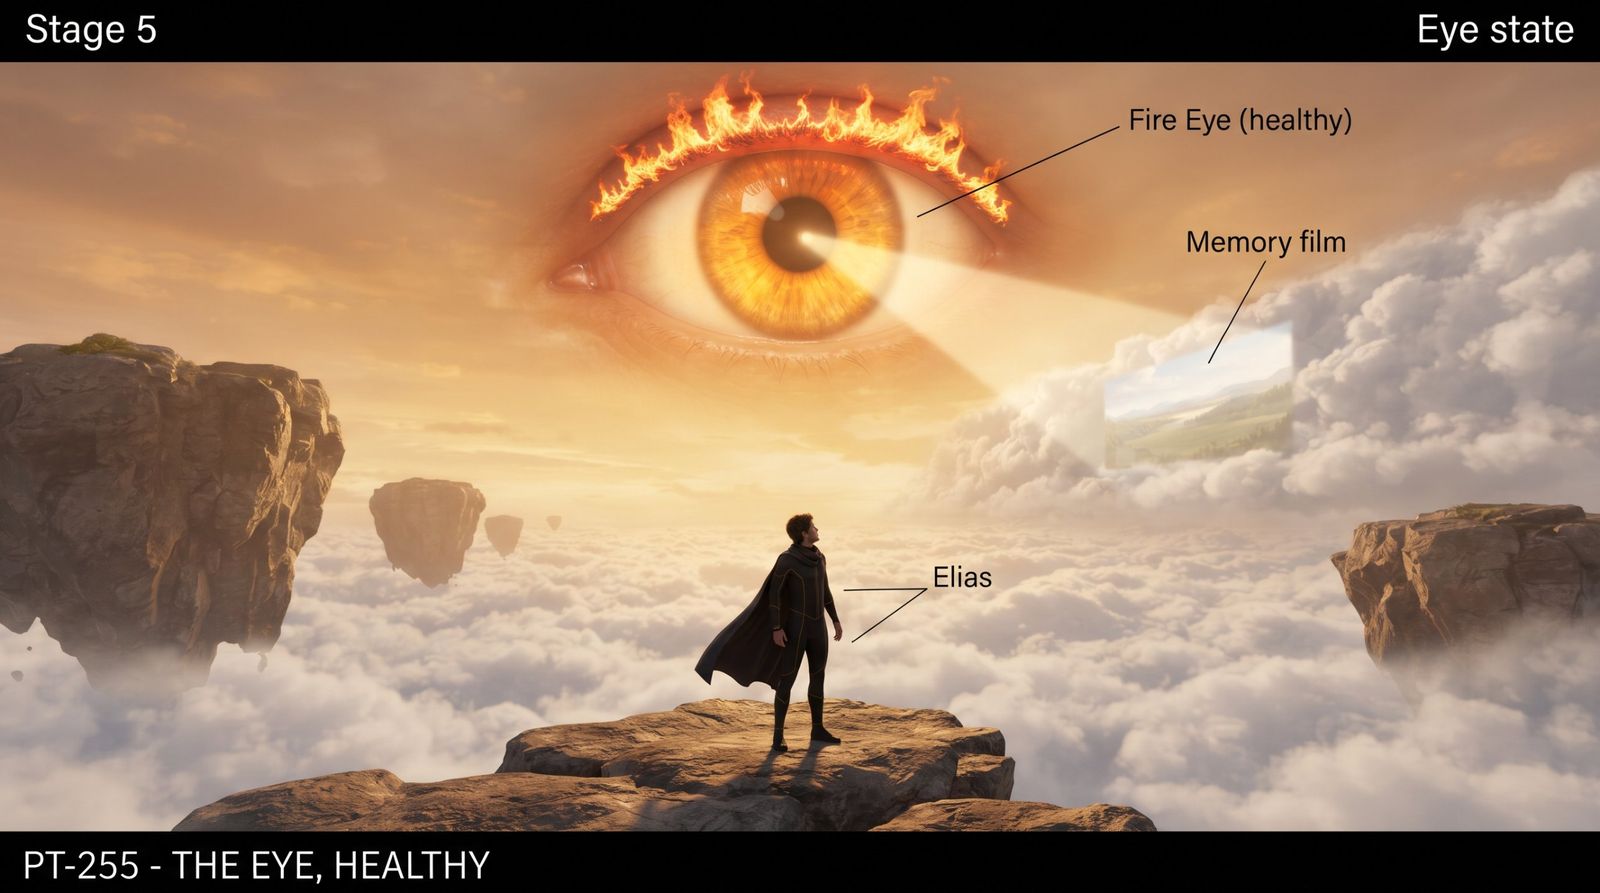 Stage 5
Eye state
Fire Eye (healthy)
Memory film
Elias
PT-255 - THE EYE, HEALTHY